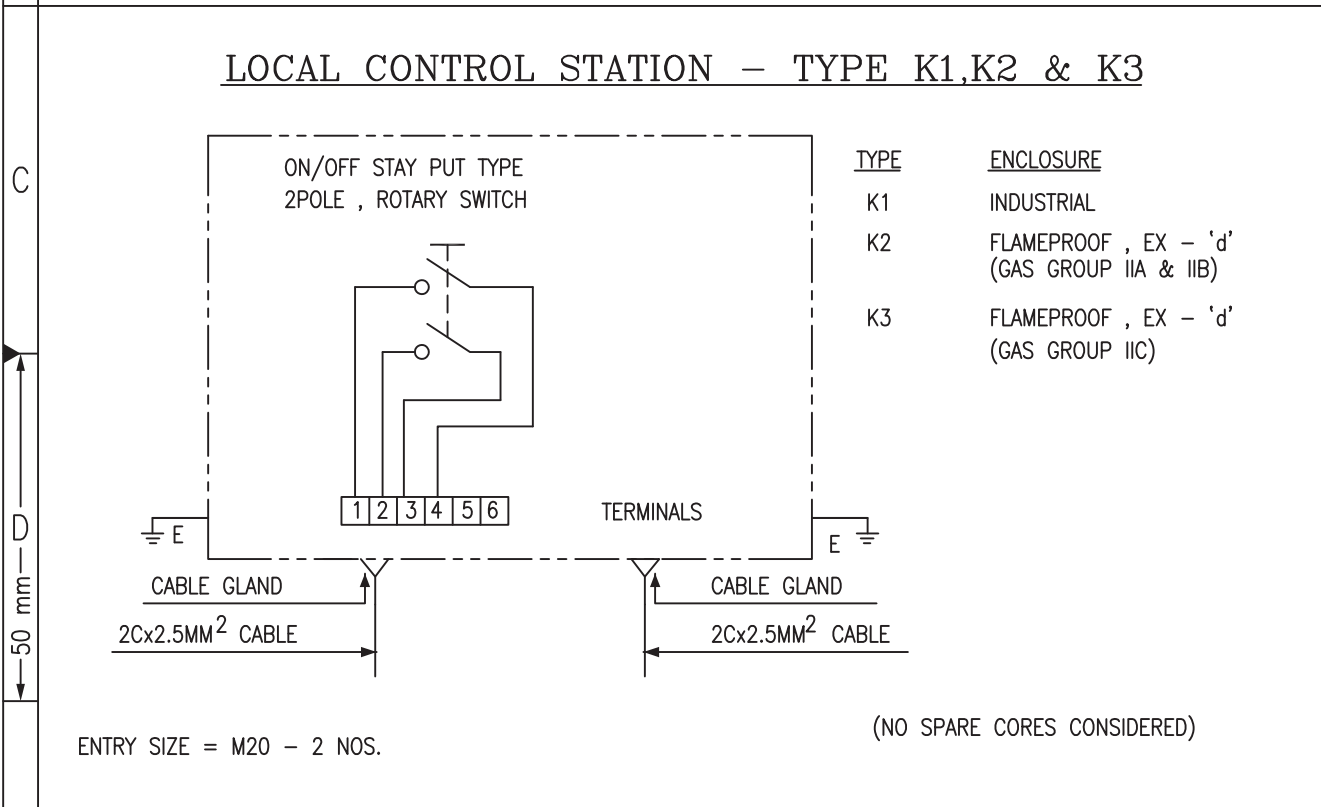 LOCAL CONTROL STATION - TYPE K1,K2 & K3
C
ON/OFF STAY PUT TYPE
2POLE , ROTARY SWITCH
TYPE ENCLOSURE
K1 INDUSTRIAL
K2 FLAMEPROOF , EX - 'd'
(GAS GROUP IIA & IIB)
K3 FLAMEPROOF , EX - 'd'
(GAS GROUP IIC)
1 2 3 4 5 6
TERMINALS
D
E
E
CABLE GLAND
CABLE GLAND
2Cx2.5MM² CABLE
2Cx2.5MM² CABLE
50 mm
ENTRY SIZE = M20 - 2 NOS.
(NO SPARE CORES CONSIDERED)